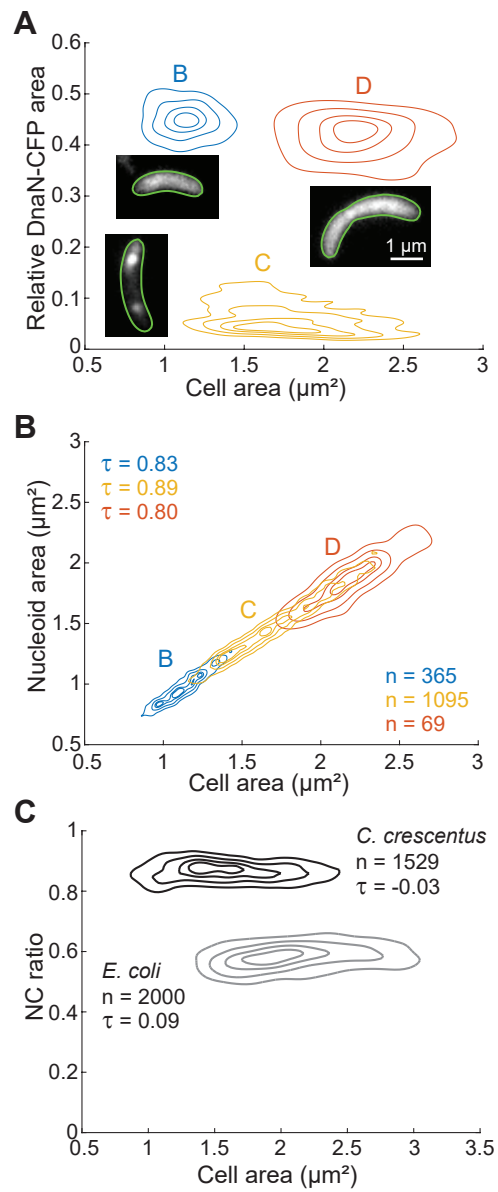 A
0.6
0.5
0.4
0.3
0.2
0.1
0
Relative DnaN-CFP area
B
D
C
1 µm
0.5
1
1.5
2
2.5
3
Cell area (µm²)
B
3
2.5
2
1.5
1
0.5
Nucleoid area (µm²)
τ = 0.83
τ = 0.89
τ = 0.80
D
C
B
n = 365
n = 1095
n = 69
0.5
1
1.5
2
2.5
3
Cell area (µm²)
C
1
0.8
0.6
0.4
0.2
0
NC ratio
C. crescentus
n = 1529
τ = -0.03
E. coli
n = 2000
τ = 0.09
0.5
1
1.5
2
2.5
3
3.5
Cell area (µm²)